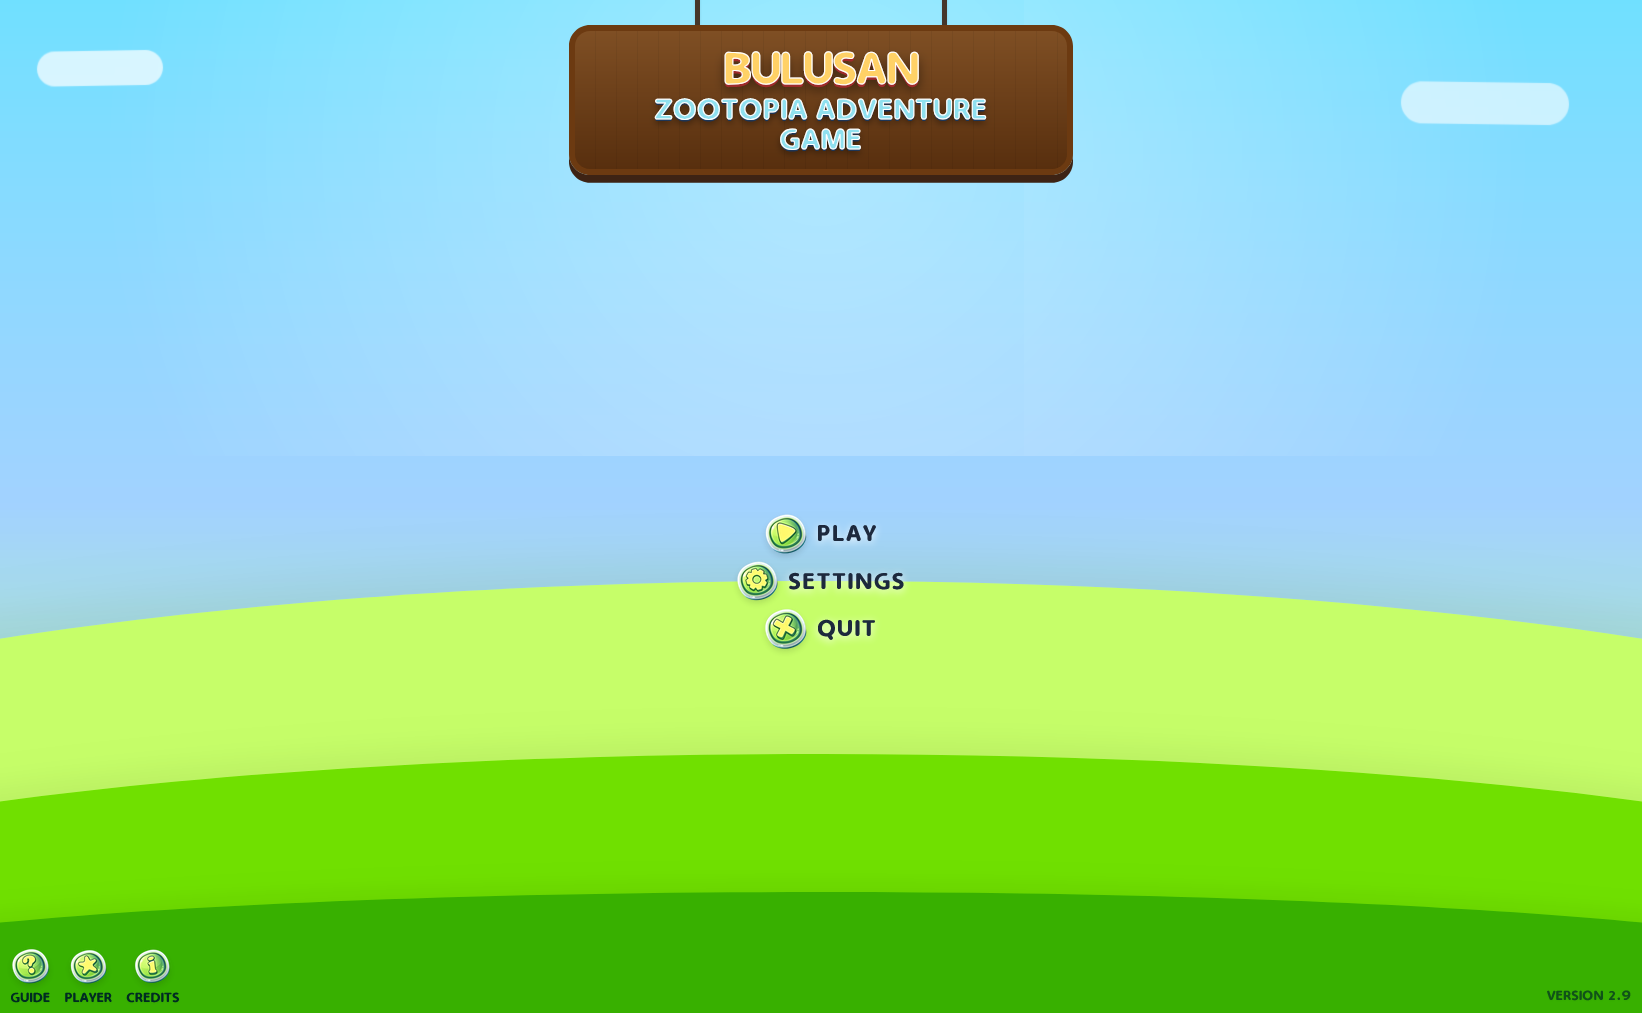 BULUSAN
ZOOTOPIA ADVENTURE
GAME
PLAY
SETTINGS
QUIT
GUIDE PLAYER CREDITS
VERSION 2.9